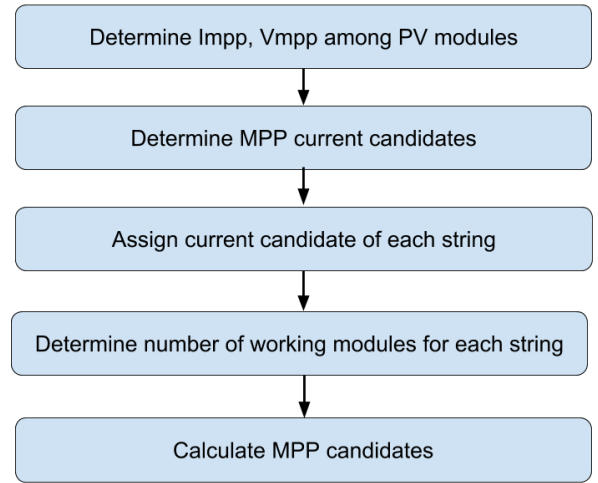 Determine Impp, Vmpp among PV modules
Determine MPP current candidates
Assign current candidate of each string
Determine number of working modules for each string
Calculate MPP candidates